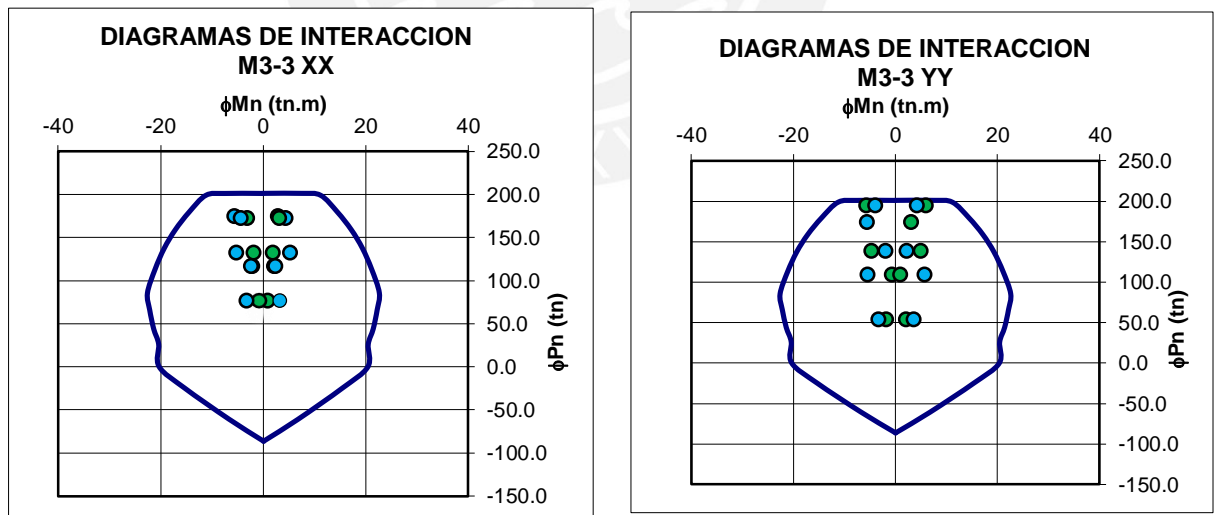 DIAGRAMAS DE INTERACCION
M3-3 XX
ϕMn (tn.m)
-40 -20 0 20 40
250.0
200.0
150.0
100.0
50.0
0.0
-50.0
-100.0
-150.0
ϕPn (tn)
DIAGRAMAS DE INTERACCION
M3-3 YY
ϕMn (tn.m)
-40 -20 0 20 40
250.0
200.0
150.0
100.0
50.0
0.0
-50.0
-100.0
-150.0
ϕPn (tn)